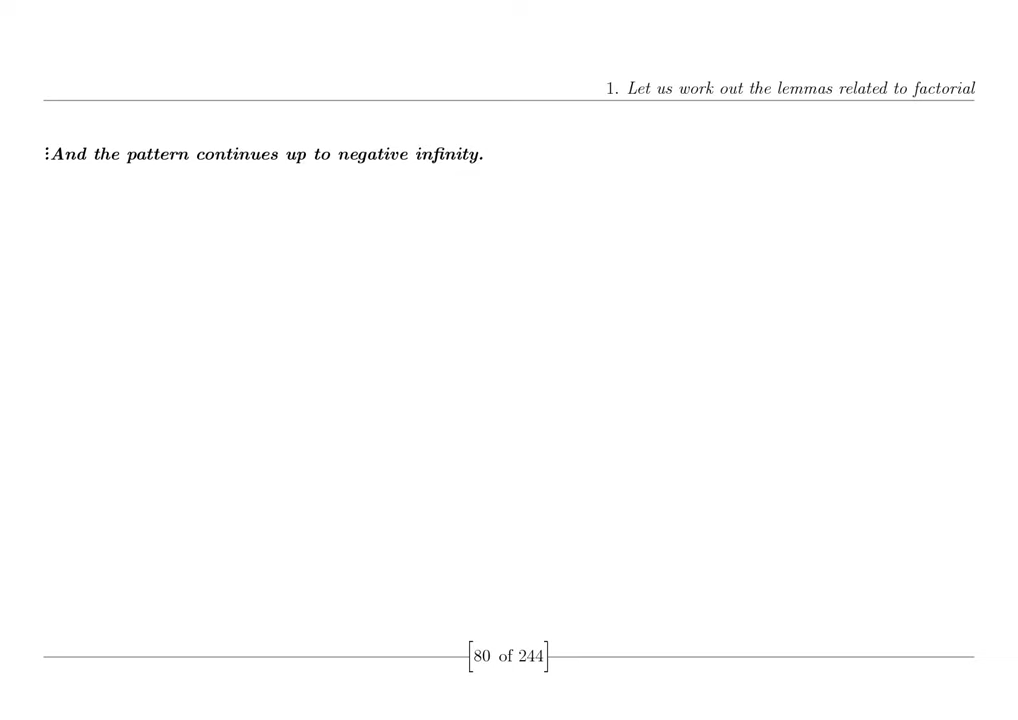 1. Let us work out the lemmas related to factorial
⋮And the pattern continues up to negative infinity.
[80 of 244]